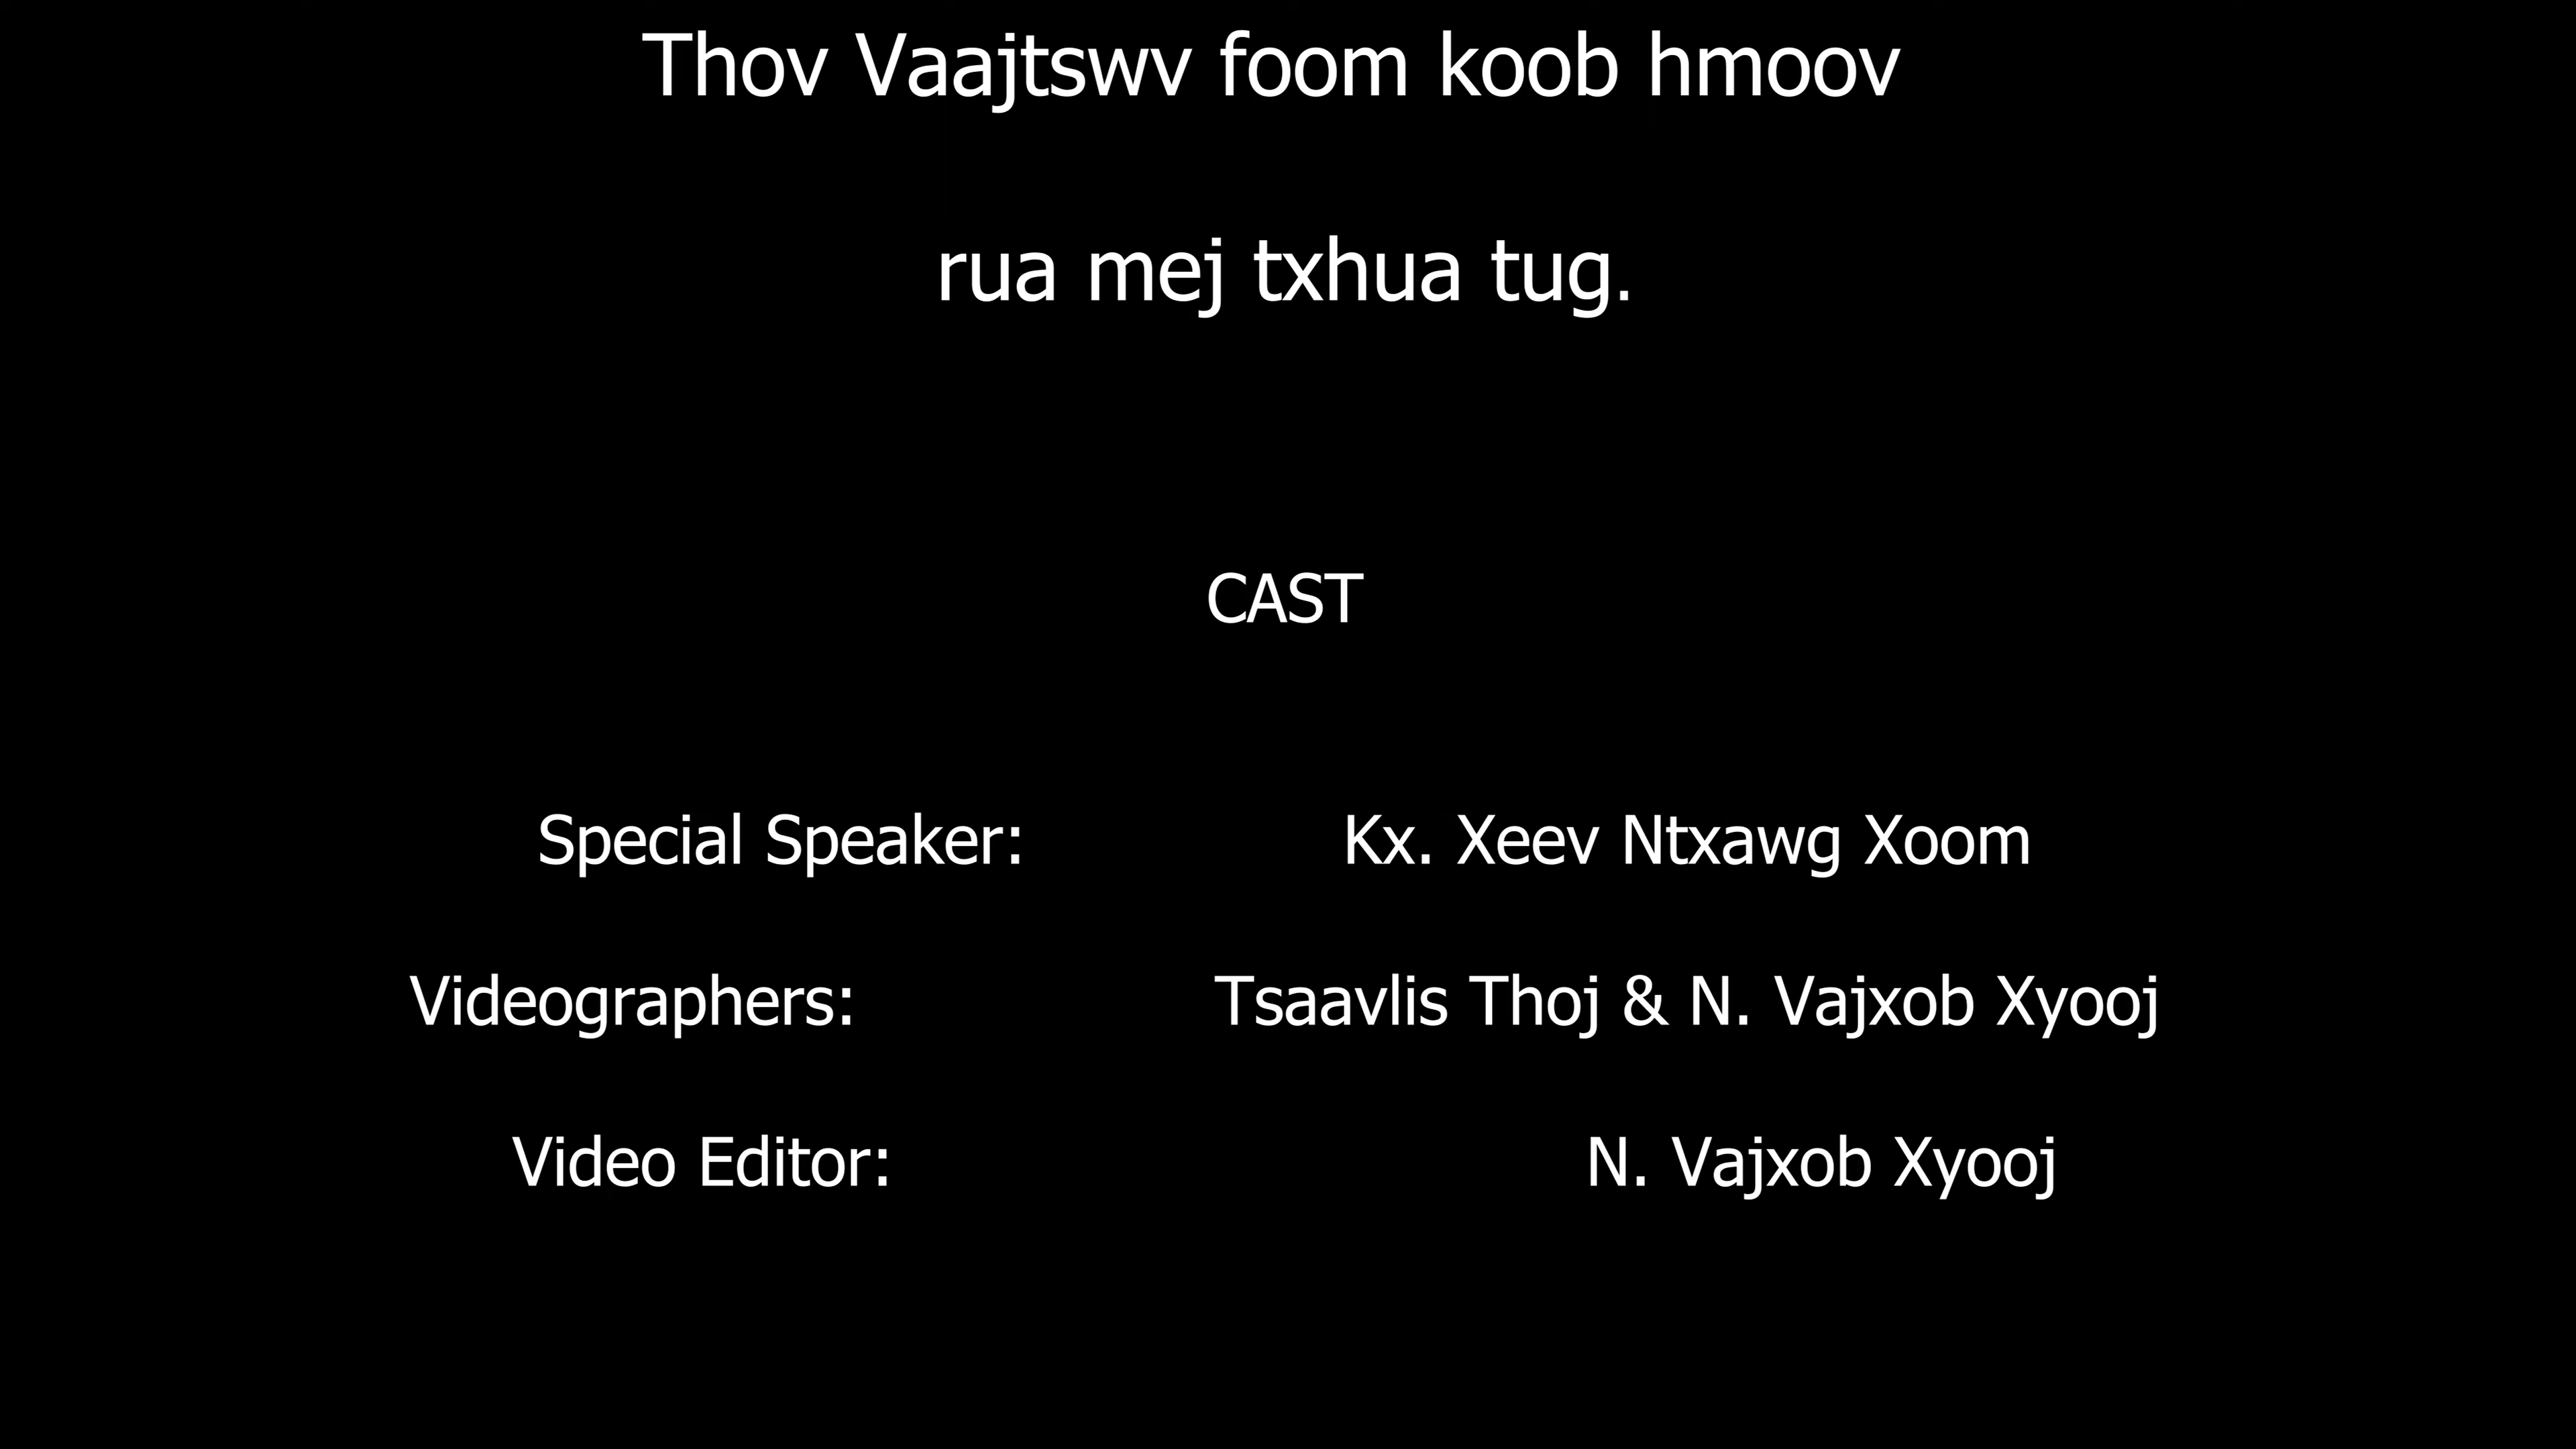 Thov Vaajtswv foom koob hmoov
rua mej txhua tug.
CAST
Special Speaker: Kx. Xeev Ntxawg Xoom
Videographers: Tsaavlis Thoj & N. Vajxob Xyooj
Video Editor: N. Vajxob Xyooj